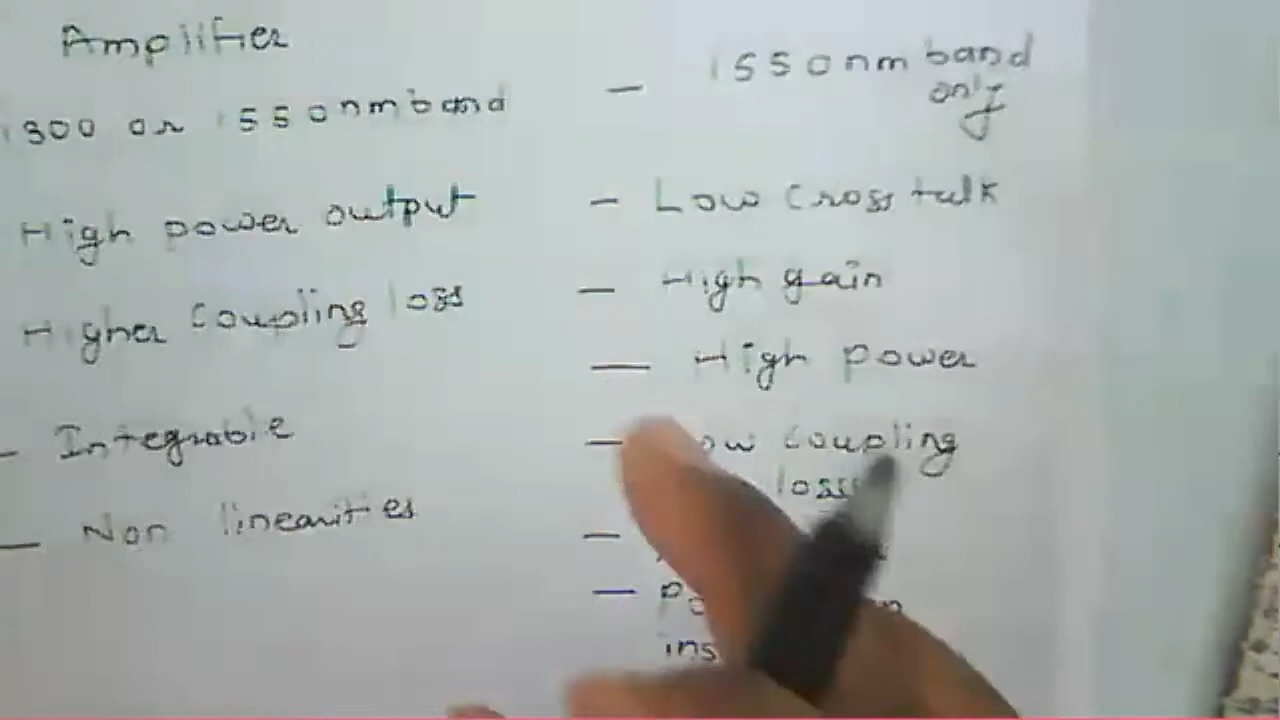 Amplifier
1300 or 1550nm band
High power output
Higher Coupling loss
- Integrable
- Non linearities
- 1550nm band
only
- Low Cross talk
- High gain
- High power
- coupling
loss
-
-